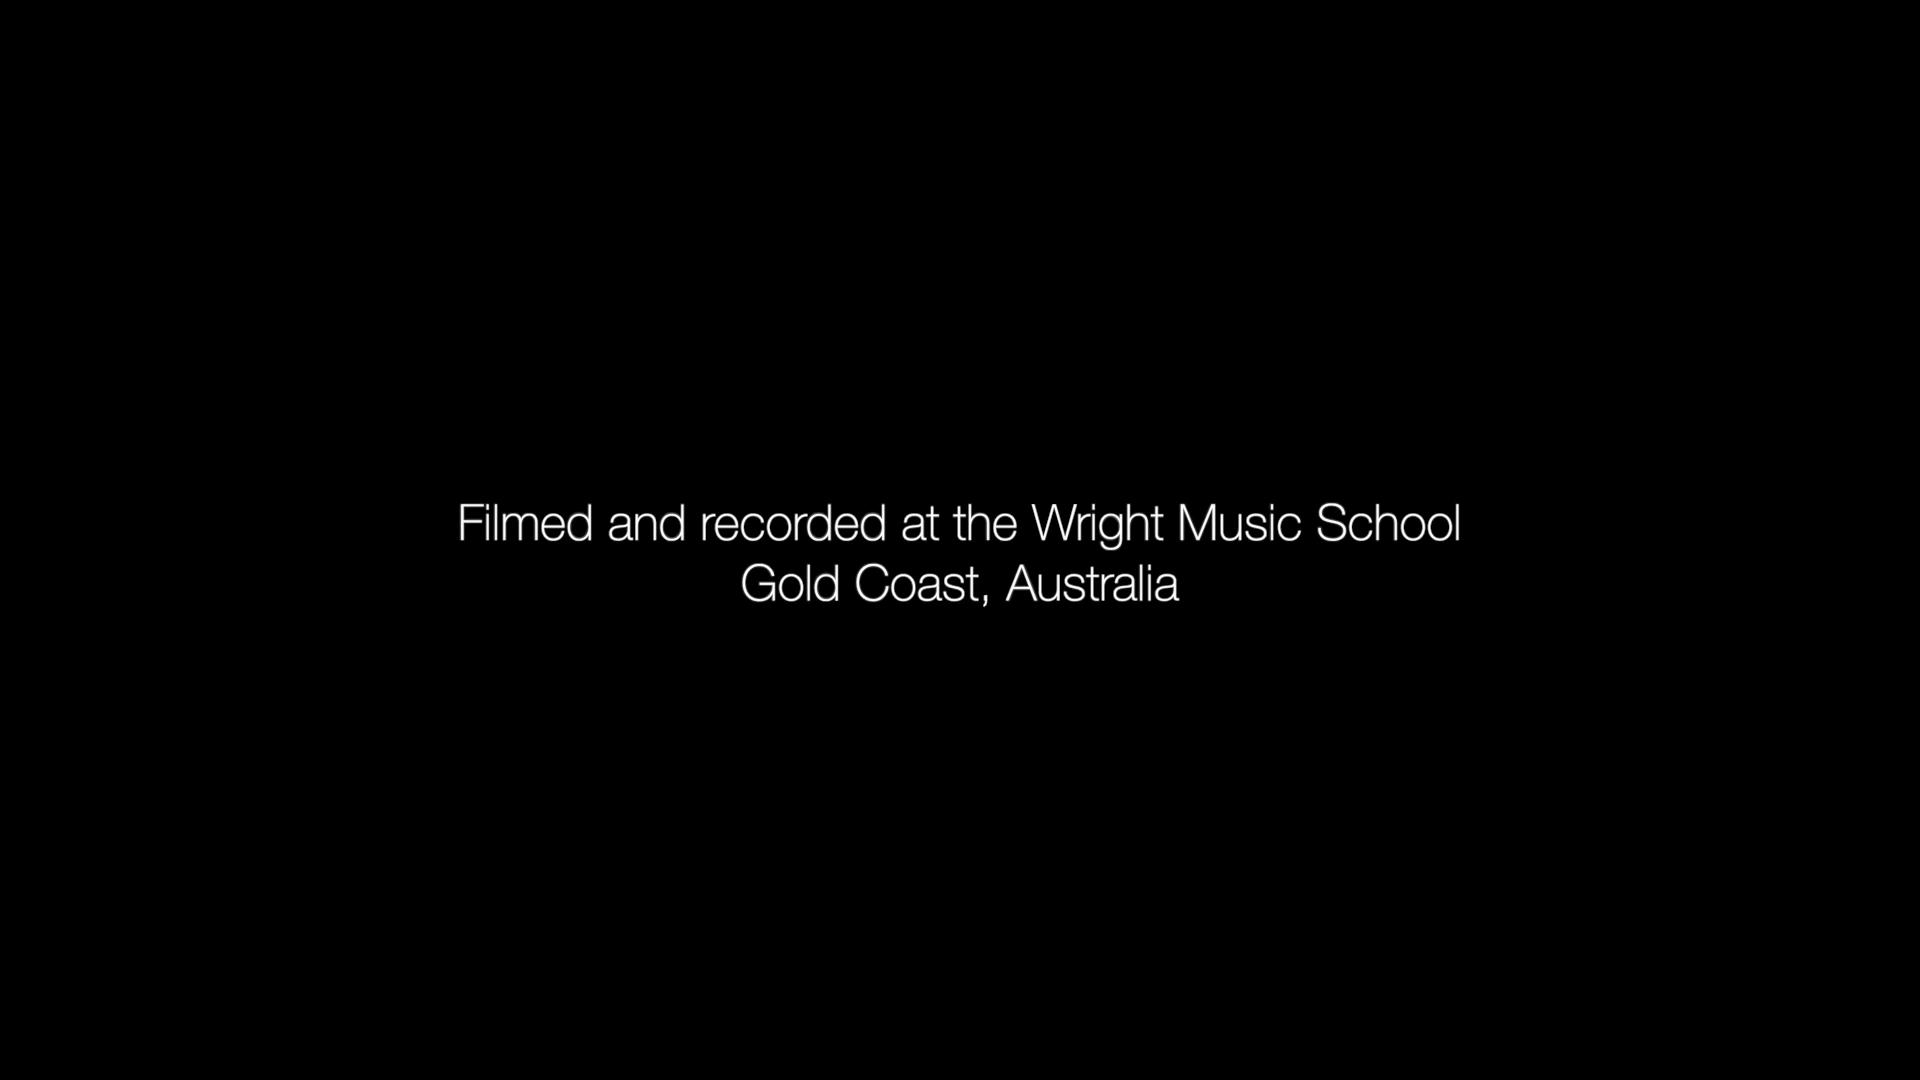 Filmed and recorded at the Wright Music School
Gold Coast, Australia